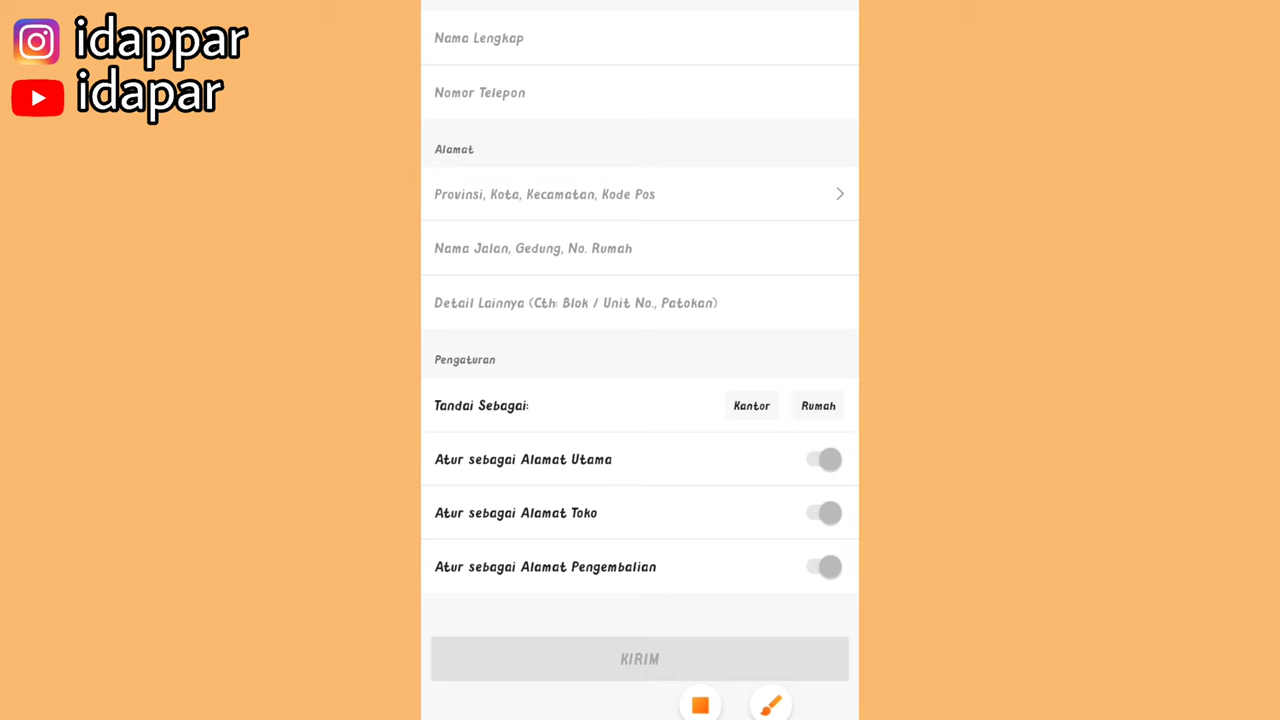 idappar
idapar
Nama Lengkap
Nomor Telepon
Alamat
Provinsi, Kota, Kecamatan, Kode Pos
Nama Jalan, Gedung, No. Rumah
Detail Lainnya (Cth: Blok / Unit No., Patokan)
Pengaturan
Tandai Sebagai: Kantor Rumah
Atur sebagai Alamat Utama
Atur sebagai Alamat Toko
Atur sebagai Alamat Pengembalian
KIRIM